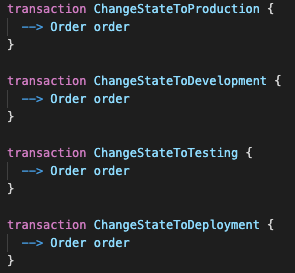 transaction ChangeStateToProduction {
  --> Order order
}
transaction ChangeStateToDevelopment {
  --> Order order
}
transaction ChangeStateToTesting {
  --> Order order
}
transaction ChangeStateToDeployment {
  --> Order order
}